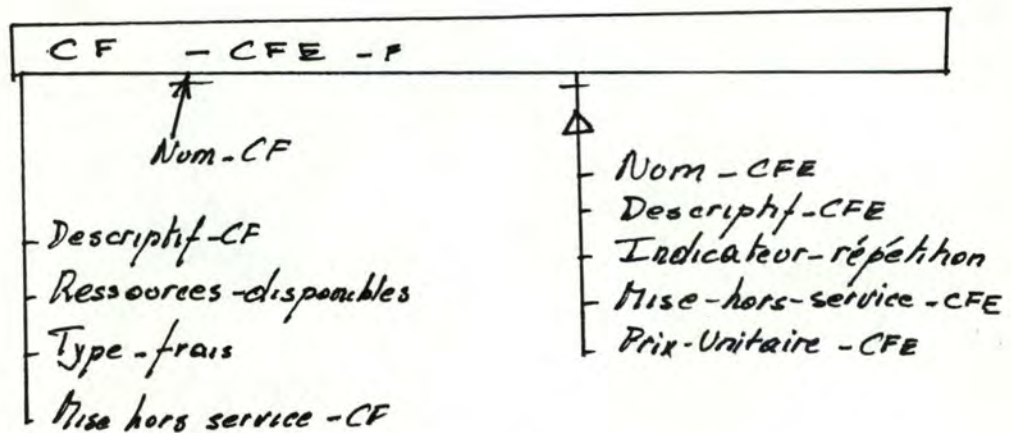 CF - CFE - F
Nom-CF
Descriptif-CF
Ressources-disponibles
Type-frais
Mise hors service-CF
Nom-CFE
Descriptif-CFE
Indicateur-répétition
Mise-hors-service-CFE
Prix-Unitaire-CFE